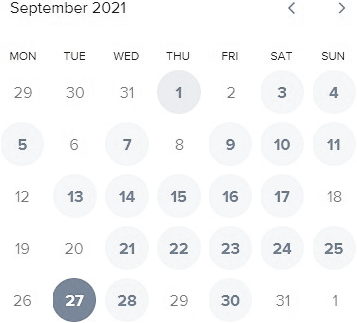 September 2021
MON TUE WED THU FRI SAT SUN
29 30 31 1 2 3 4
5 6 7 8 9 10 11
12 13 14 15 16 17 18
19 20 21 22 23 24 25
26 27 28 29 30 31 1